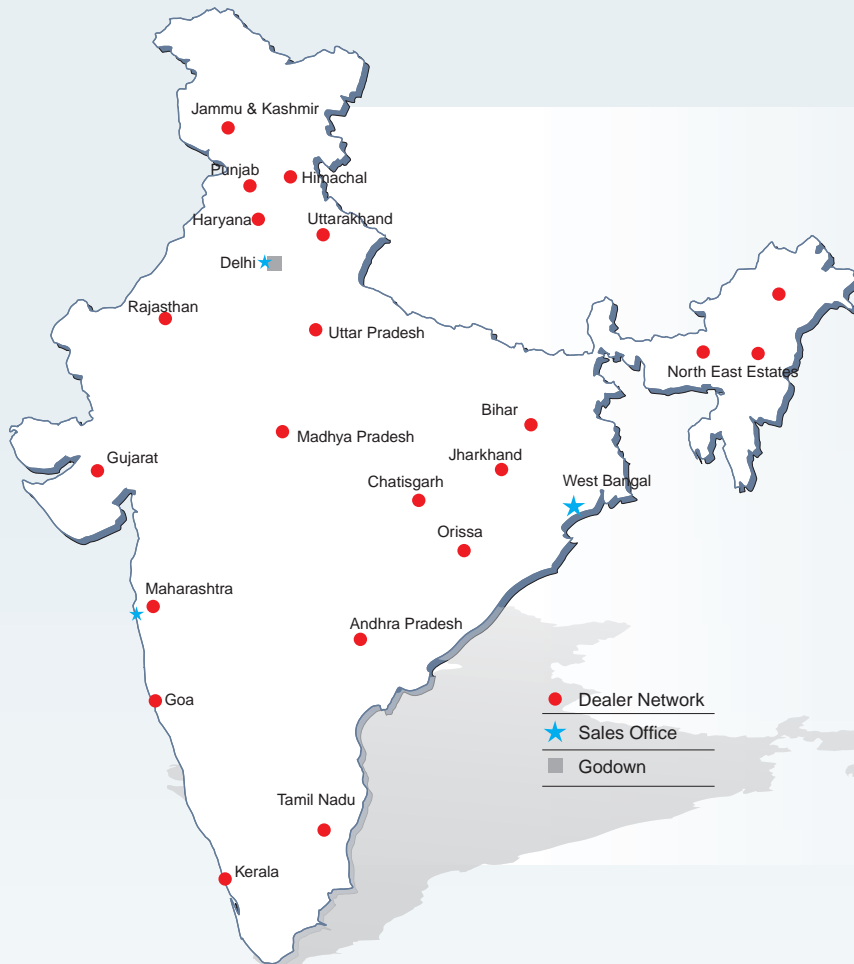 Jammu & Kashmir
Punjab
Himachal
Haryana
Uttarakhand
Delhi
Rajasthan
Uttar Pradesh
North East Estates
Bihar
Madhya Pradesh
Gujarat
Jharkhand
Chatisgarh
West Bangal
Orissa
Maharashtra
Andhra Pradesh
Goa
Dealer Network
Sales Office
Godown
Tamil Nadu
Kerala